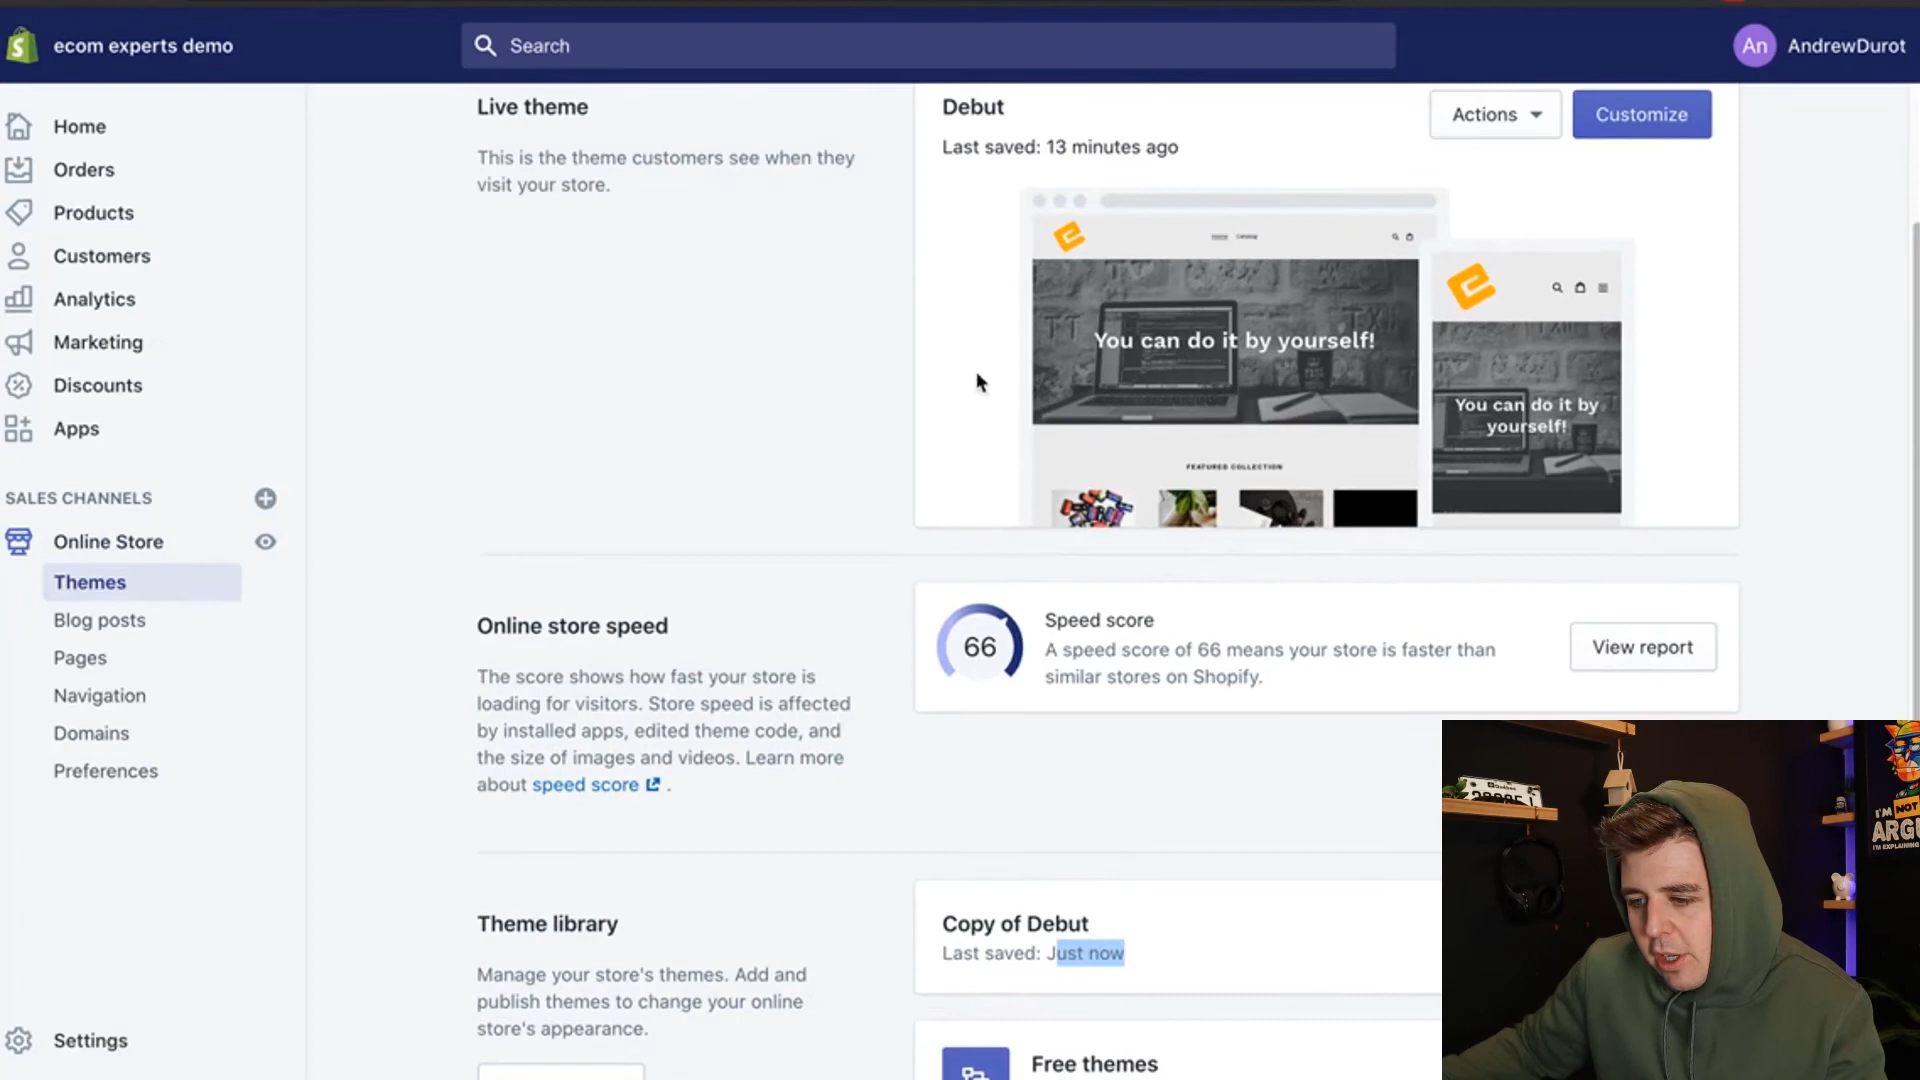 ecom experts demo
Search
An
AndrewDurot
Home
Orders
Products
Customers
Analytics
Marketing
Discounts
Apps
SALES CHANNELS
Online Store
Themes
Blog posts
Pages
Navigation
Domains
Preferences
Settings
Live theme
This is the theme customers see when they
visit your store.
Debut
Last saved: 13 minutes ago
Actions
Customize
Home Catalog
You can do it by yourself!
FEATURED COLLECTION
You can do it by
yourself!
Online store speed
The score shows how fast your store is
loading for visitors. Store speed is affected
by installed apps, edited theme code, and
the size of images and videos. Learn more
about speed score .
66
Speed score
A speed score of 66 means your store is faster than
similar stores on Shopify.
View report
Theme library
Manage your store's themes. Add and
publish themes to change your online
store's appearance.
Copy of Debut
Last saved: Just now
Free themes
I'M NOT